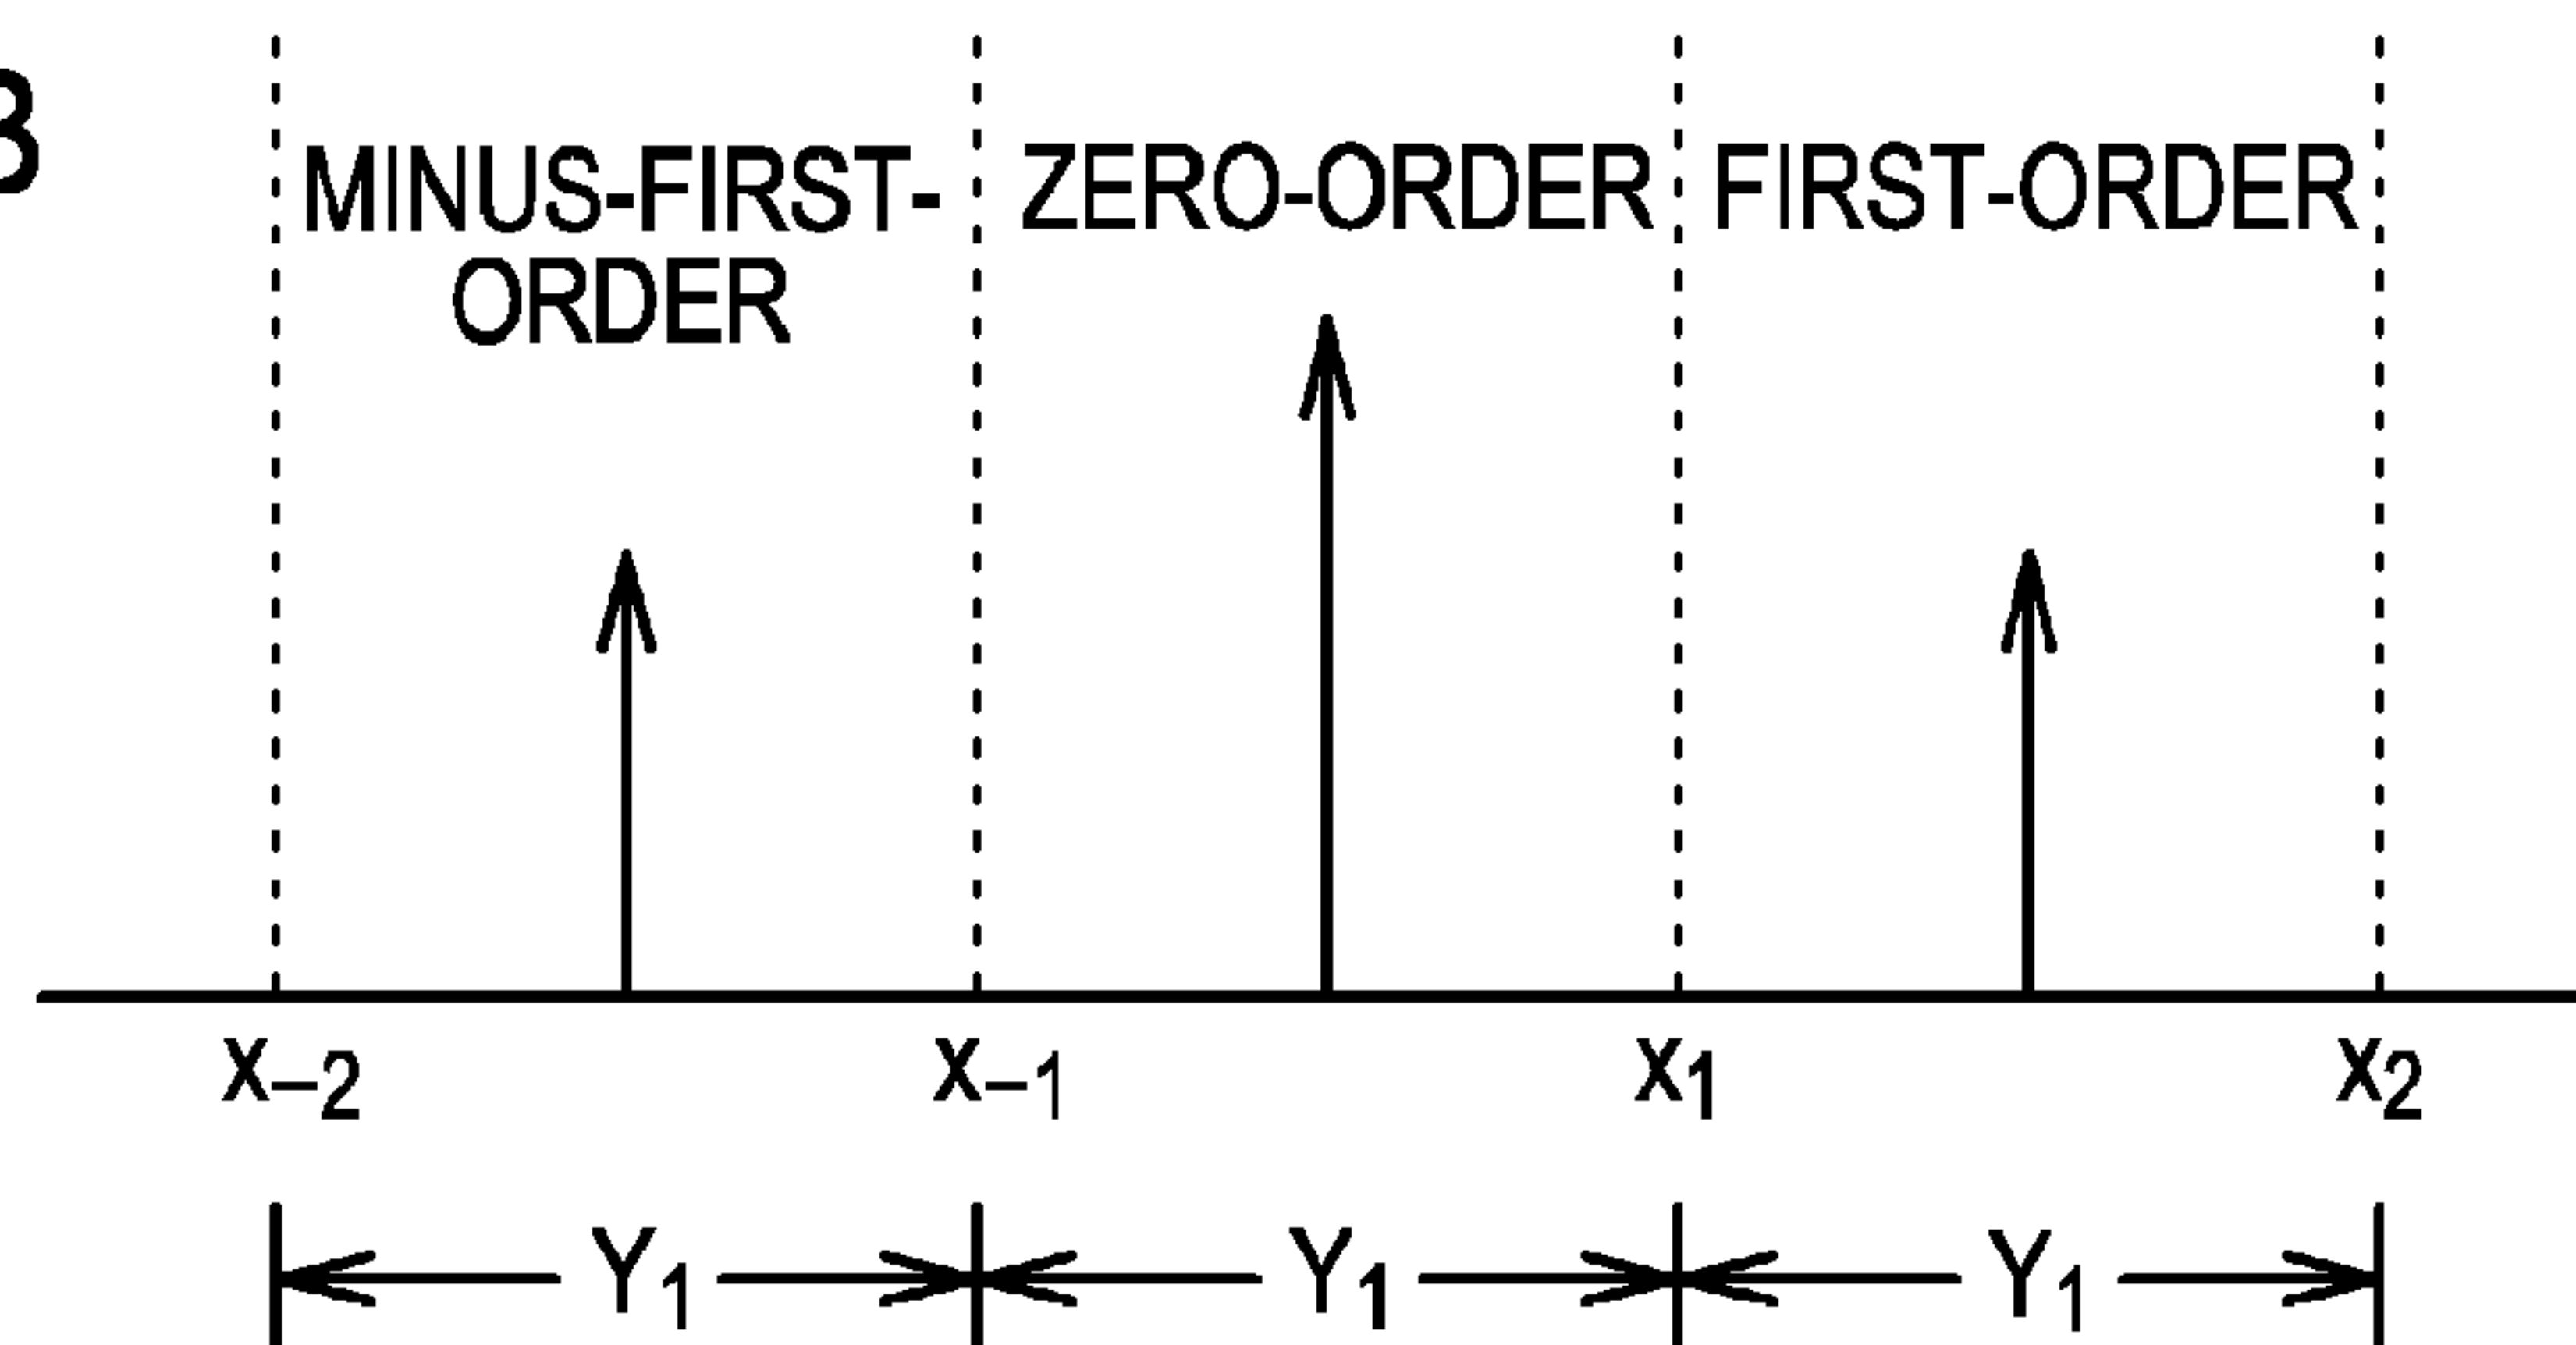 B
MINUS-FIRST- ZERO-ORDER FIRST-ORDER
ORDER
X₋₂ X₋₁ X₁ X₂
Y₁ Y₁ Y₁